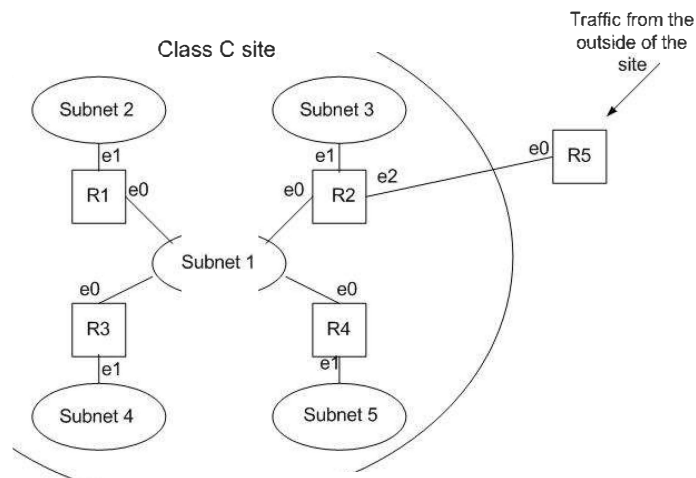 Traffic from the
outside of the
site
Class C site
Subnet 2
Subnet 3
e1
e1
e0
R5
R1
e0
e0
R2
e2
Subnet 1
e0
e0
R3
R4
e1
e1
Subnet 4
Subnet 5